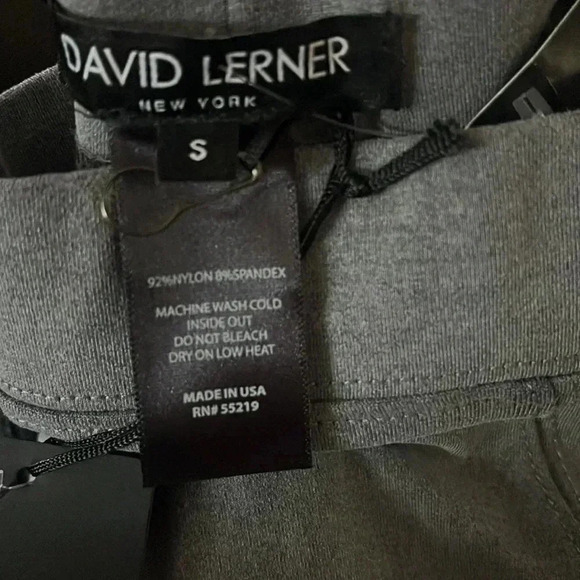 DAVID LERNER
NEW YORK
S
92%NYLON 8%SPANDEX
MACHINE WASH COLD
INSIDE OUT
DO NOT BLEACH
DRY ON LOW HEAT
MADE IN USA
RN# 55219